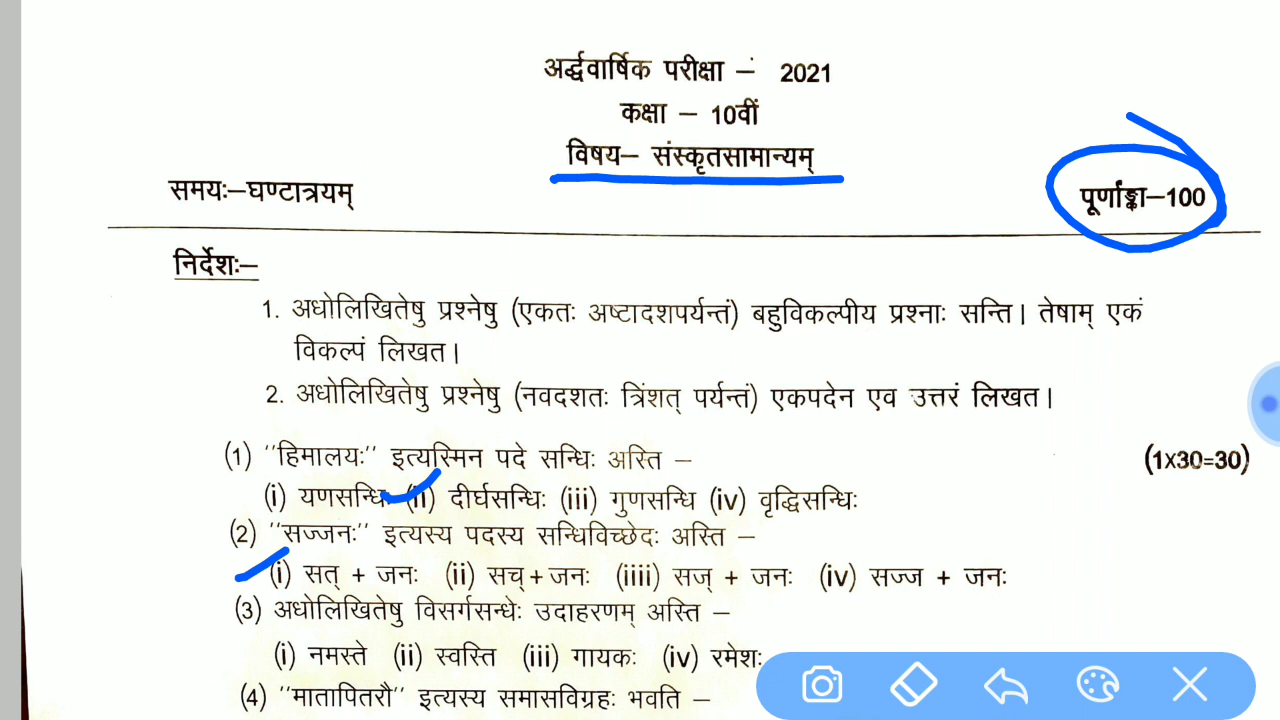 अर्द्धवार्षिक परीक्षा – 2021
कक्षा – 10वीं
विषय– संस्कृतसामान्यम्
समयः–घण्टात्रयम् पूर्णाङ्का–100
निर्देशः–
1. अधोलिखितेषु प्रश्नेषु (एकतः अष्टादशपर्यन्तं) बहुविकल्पीय प्रश्नाः सन्ति। तेषाम् एकं
विकल्पं लिखत।
2. अधोलिखितेषु प्रश्नेषु (नवदशतः त्रिंशत् पर्यन्तं) एकपदेन एव उत्तरं लिखत।
(1) ''हिमालयः'' इत्यस्मिन पदे सन्धिः अस्ति – (1x30=30)
(i) यणसन्धि (ii) दीर्घसन्धिः (iii) गुणसन्धि (iv) वृद्धिसन्धिः
(2) ''सज्जनः'' इत्यस्य पदस्य सन्धिविच्छेदः अस्ति –
(i) सत् + जनः (ii) सच् + जनः (iiii) सज् + जनः (iv) सज्ज + जनः
(3) अधोलिखितेषु विसर्गसन्धेः उदाहरणम् अस्ति –
(i) नमस्ते (ii) स्वस्ति (iii) गायकः (iv) रमेशः
(4) ''मातापितरौ'' इत्यस्य समासविग्रहः भवति –